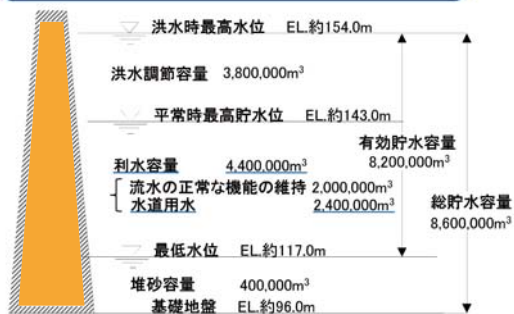 洪水時最高水位 EL.約154.0m
洪水調節容量 3,800,000m³
平常時最高貯水位 EL.約143.0m
有効貯水容量
8,200,000m³
利水容量 4,400,000m³
流水の正常な機能の維持 2,000,000m³
水道用水 2,400,000m³
総貯水容量
8,600,000m³
最低水位 EL.約117.0m
堆砂容量 400,000m³
基礎地盤 EL.約96.0m